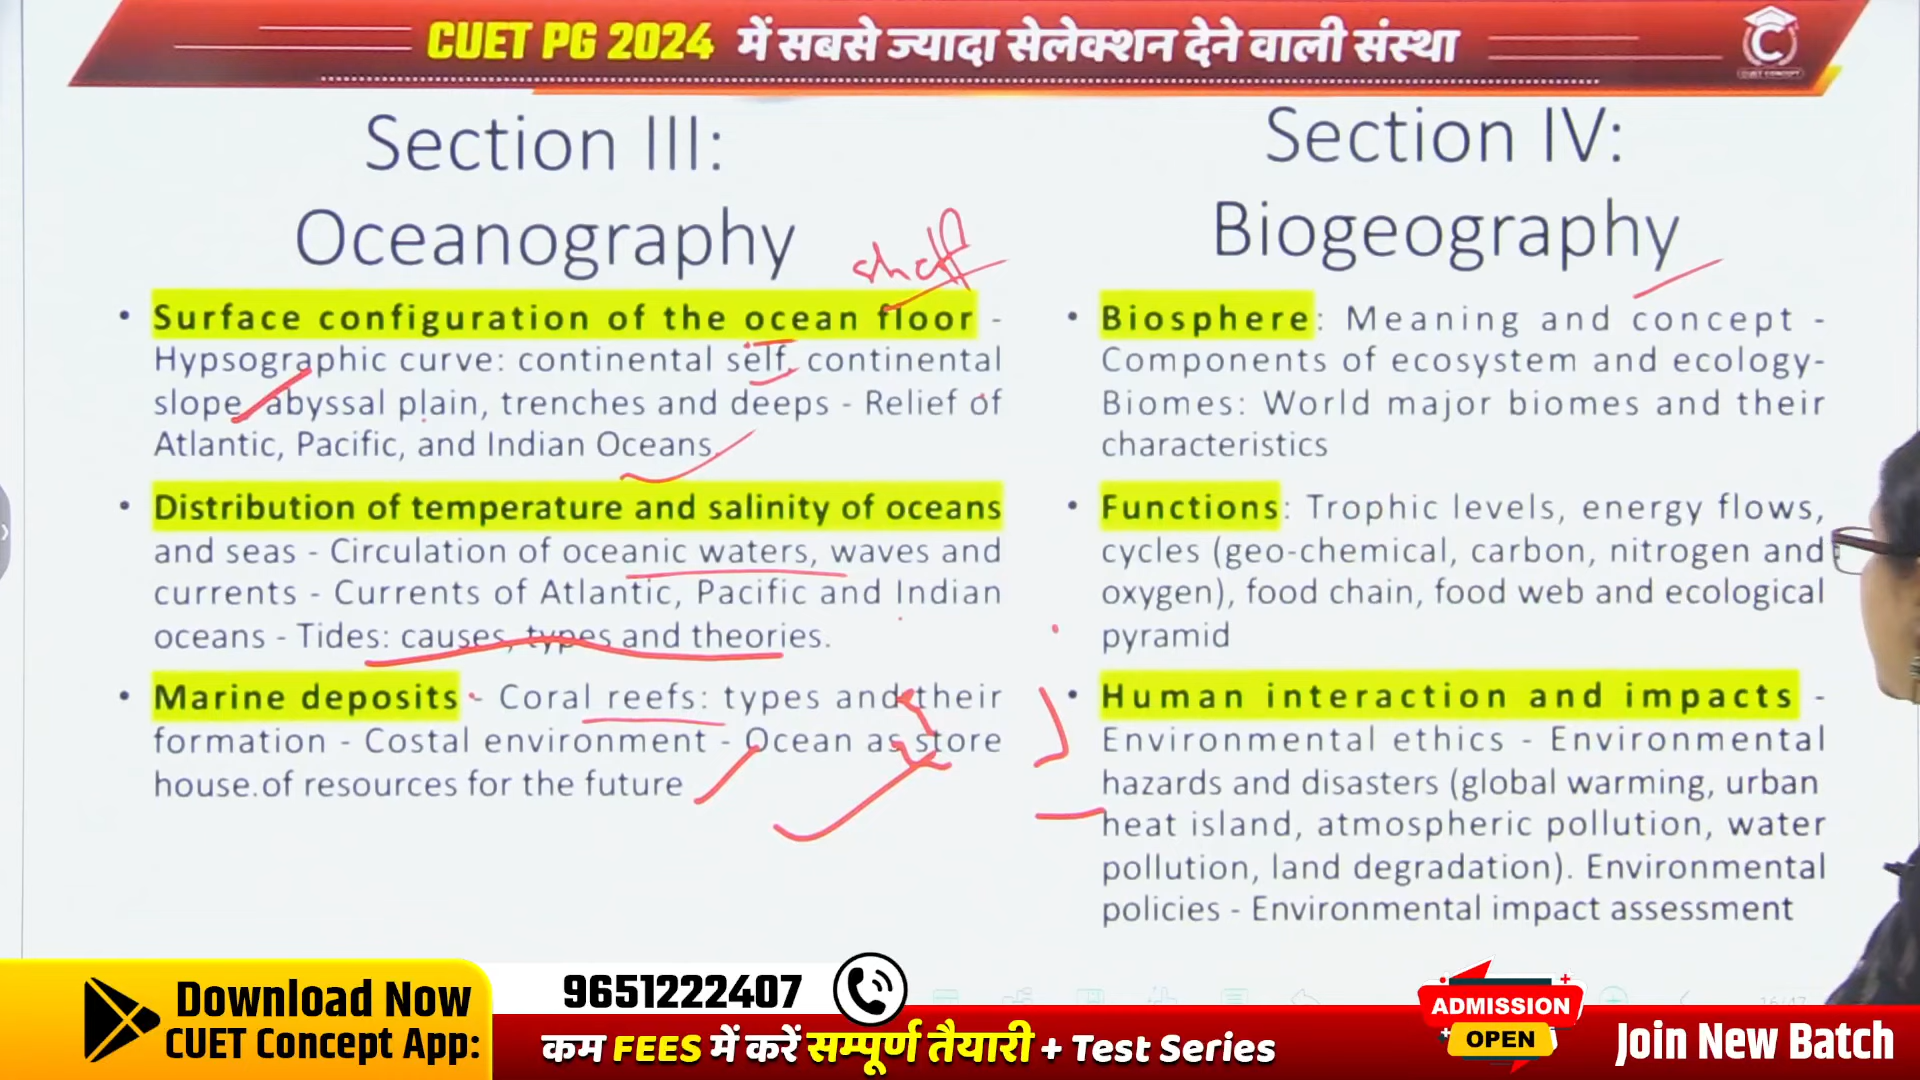 CUET PG 2024 में सबसे ज्यादा सेलेक्शन देने वाली संस्था
C
CUET CONCEPT
Section III:
Oceanography
Surface configuration of the ocean floor -
Hypsographic curve: continental self, continental
slope, abyssal plain, trenches and deeps - Relief of
Atlantic, Pacific, and Indian Oceans.
Distribution of temperature and salinity of oceans
and seas - Circulation of oceanic waters, waves and
currents - Currents of Atlantic, Pacific and Indian
oceans - Tides: causes, types and theories.
Marine deposits - Coral reefs: types and their
formation - Costal environment - Ocean as store
house.of resources for the future
Section IV:
Biogeography
Biosphere: Meaning and concept -
Components of ecosystem and ecology-
Biomes: World major biomes and their
characteristics
Functions: Trophic levels, energy flows,
cycles (geo-chemical, carbon, nitrogen and
oxygen), food chain, food web and ecological
pyramid
Human interaction and impacts -
Environmental ethics - Environmental
hazards and disasters (global warming, urban
heat island, atmospheric pollution, water
pollution, land degradation). Environmental
policies - Environmental impact assessment
Download Now
CUET Concept App:
9651222407
कम FEES में करें सम्पूर्ण तैयारी + Test Series
ADMISSION
OPEN
Join New Batch